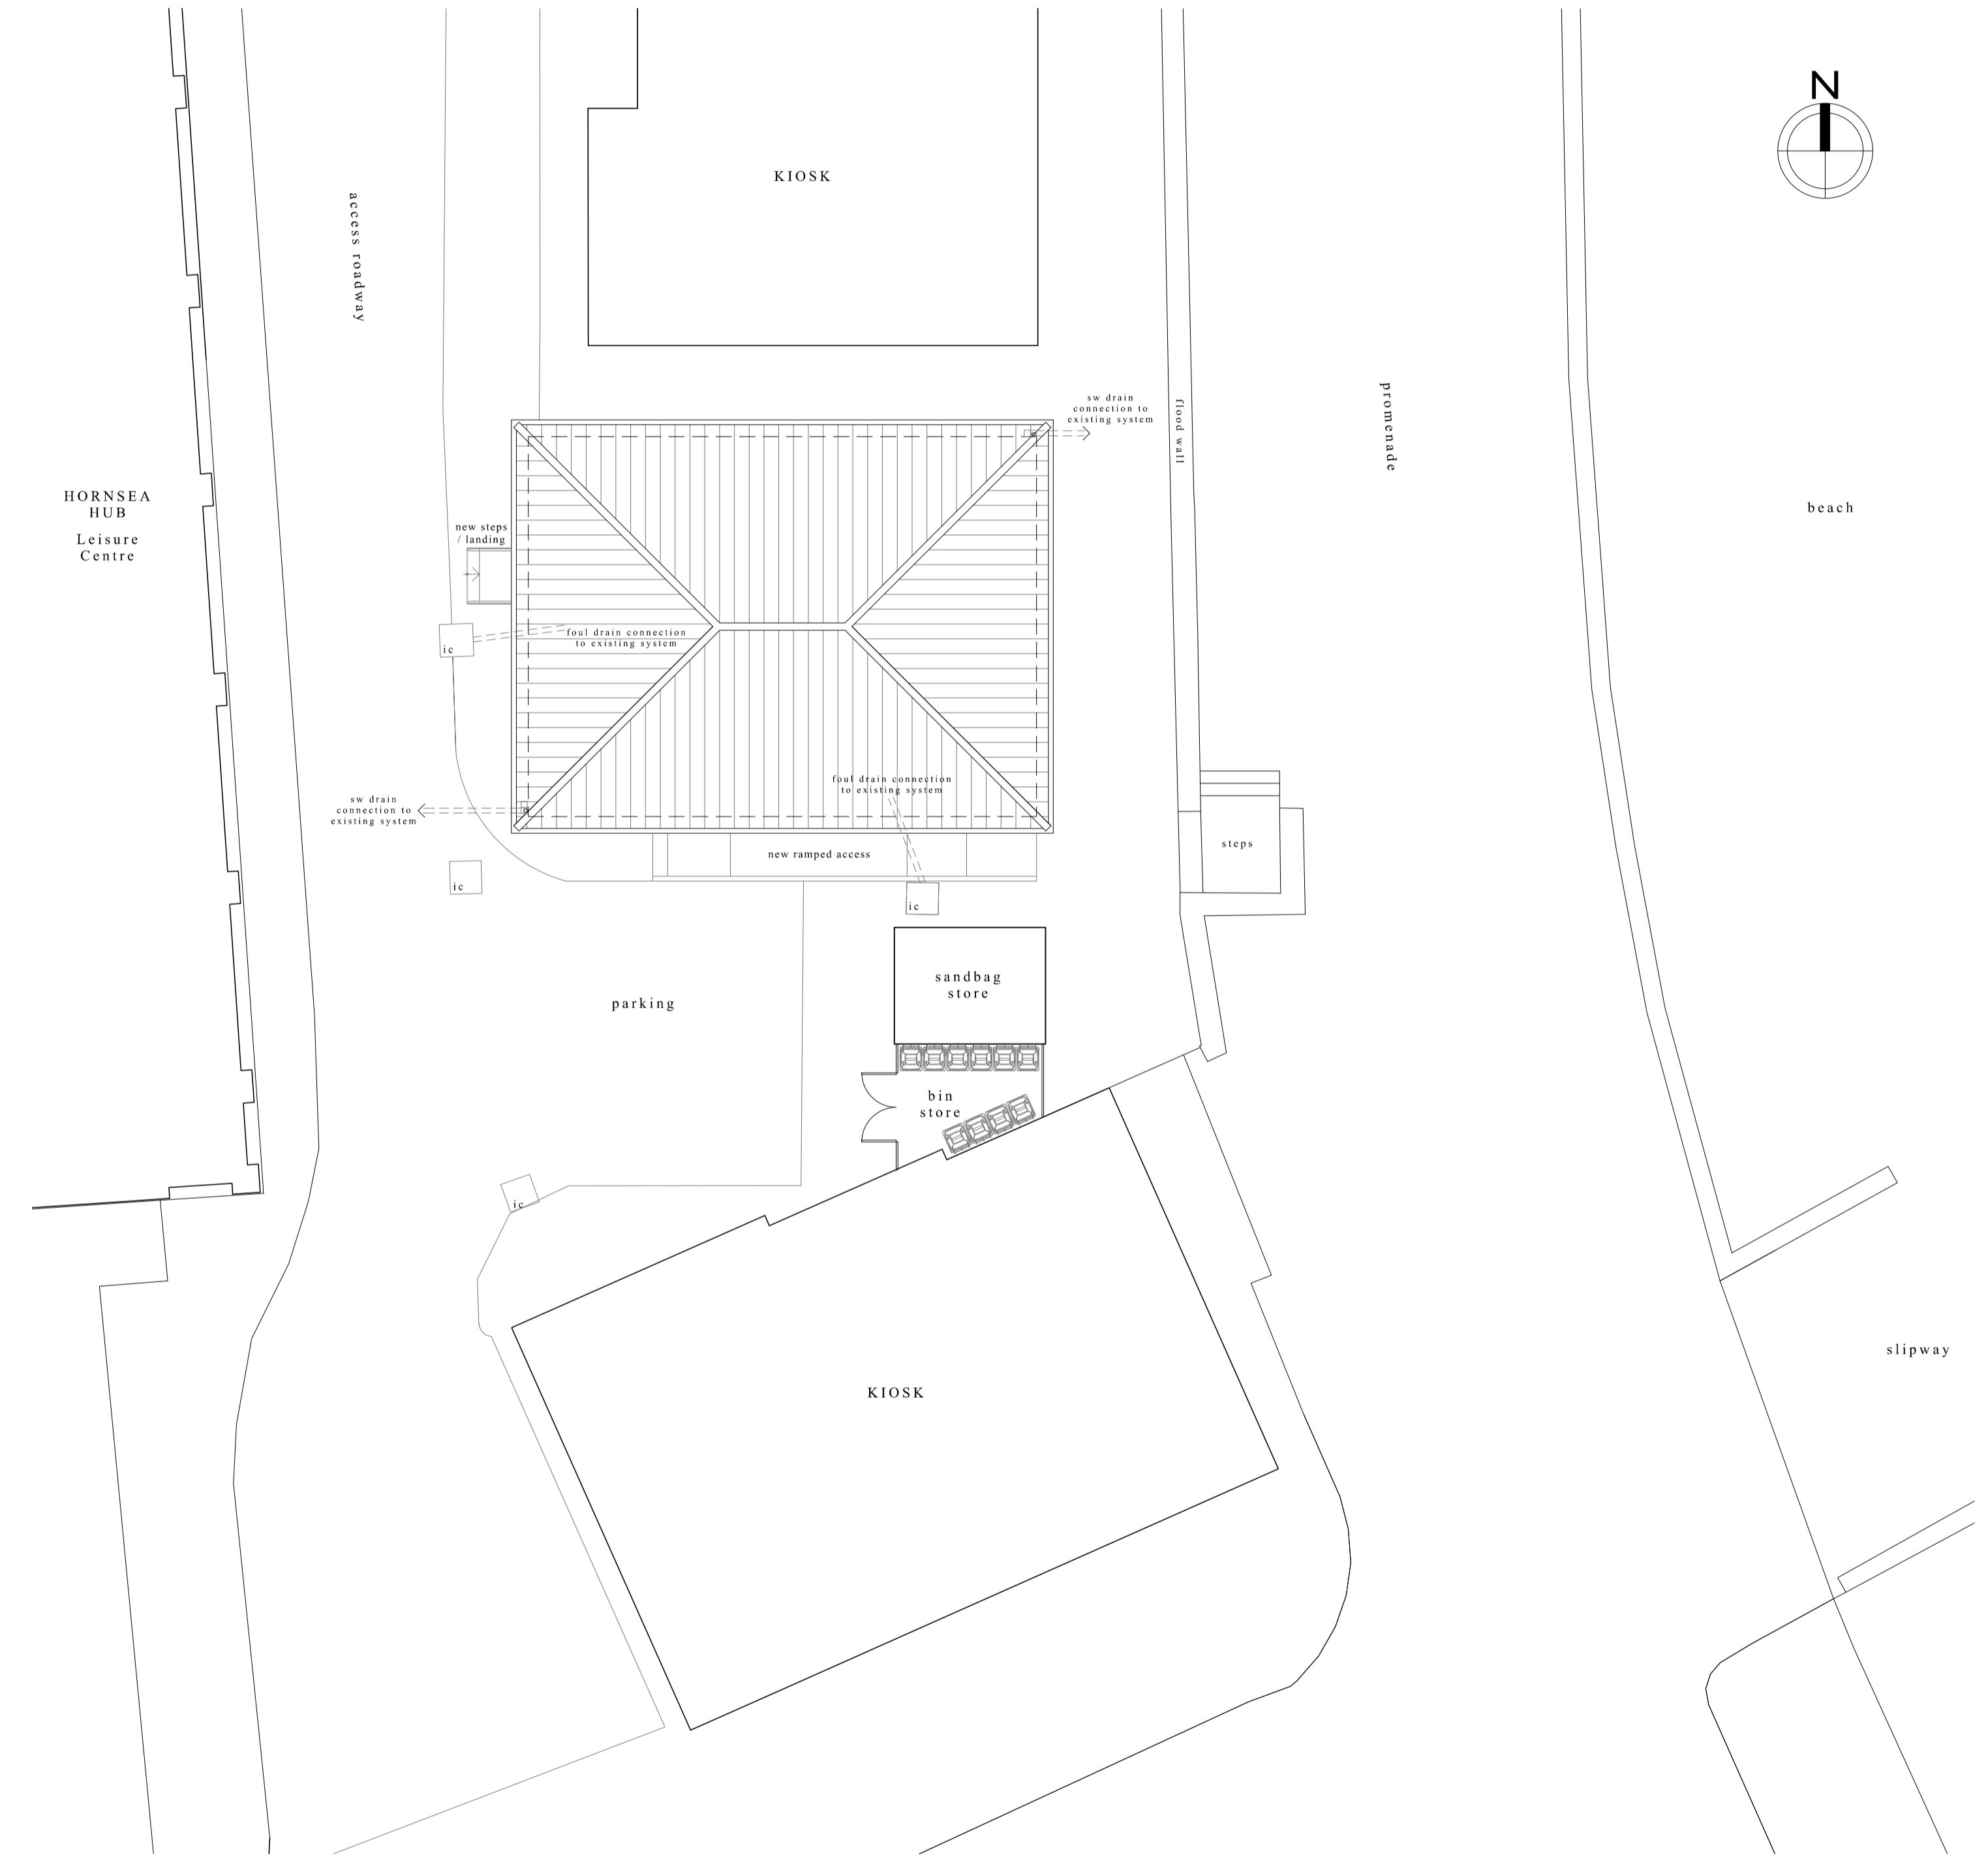 N
KIOSK
access roadway
promenade
sw drain
connection to
existing system
flood wall
HORNSEA
HUB
Leisure
Centre
beach
new steps
/ landing
foul drain connection
to existing system
ic
foul drain connection
to existing system
sw drain
connection to
existing system
new ramped access
steps
ic
ic
sandbag
store
parking
bin
store
ic
slipway
KIOSK